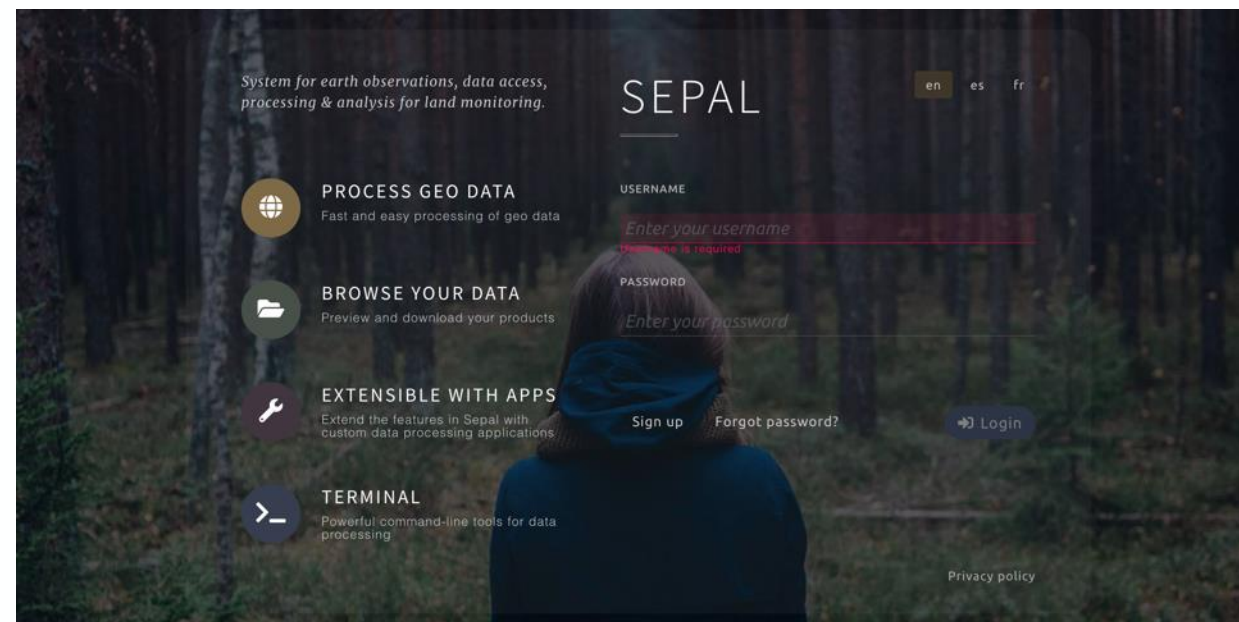 System for earth observations, data access,
processing & analysis for land monitoring.
PROCESS GEO DATA
Fast and easy processing of geo data
BROWSE YOUR DATA
Preview and download your products
EXTENSIBLE WITH APPS
Extend the features in Sepal with
custom data processing applications
TERMINAL
Powerful command-line tools for data
processing
SEPAL
en es fr
USERNAME
Enter your username
Username is required
PASSWORD
Enter your password
Sign up Forgot password? Login
Privacy policy